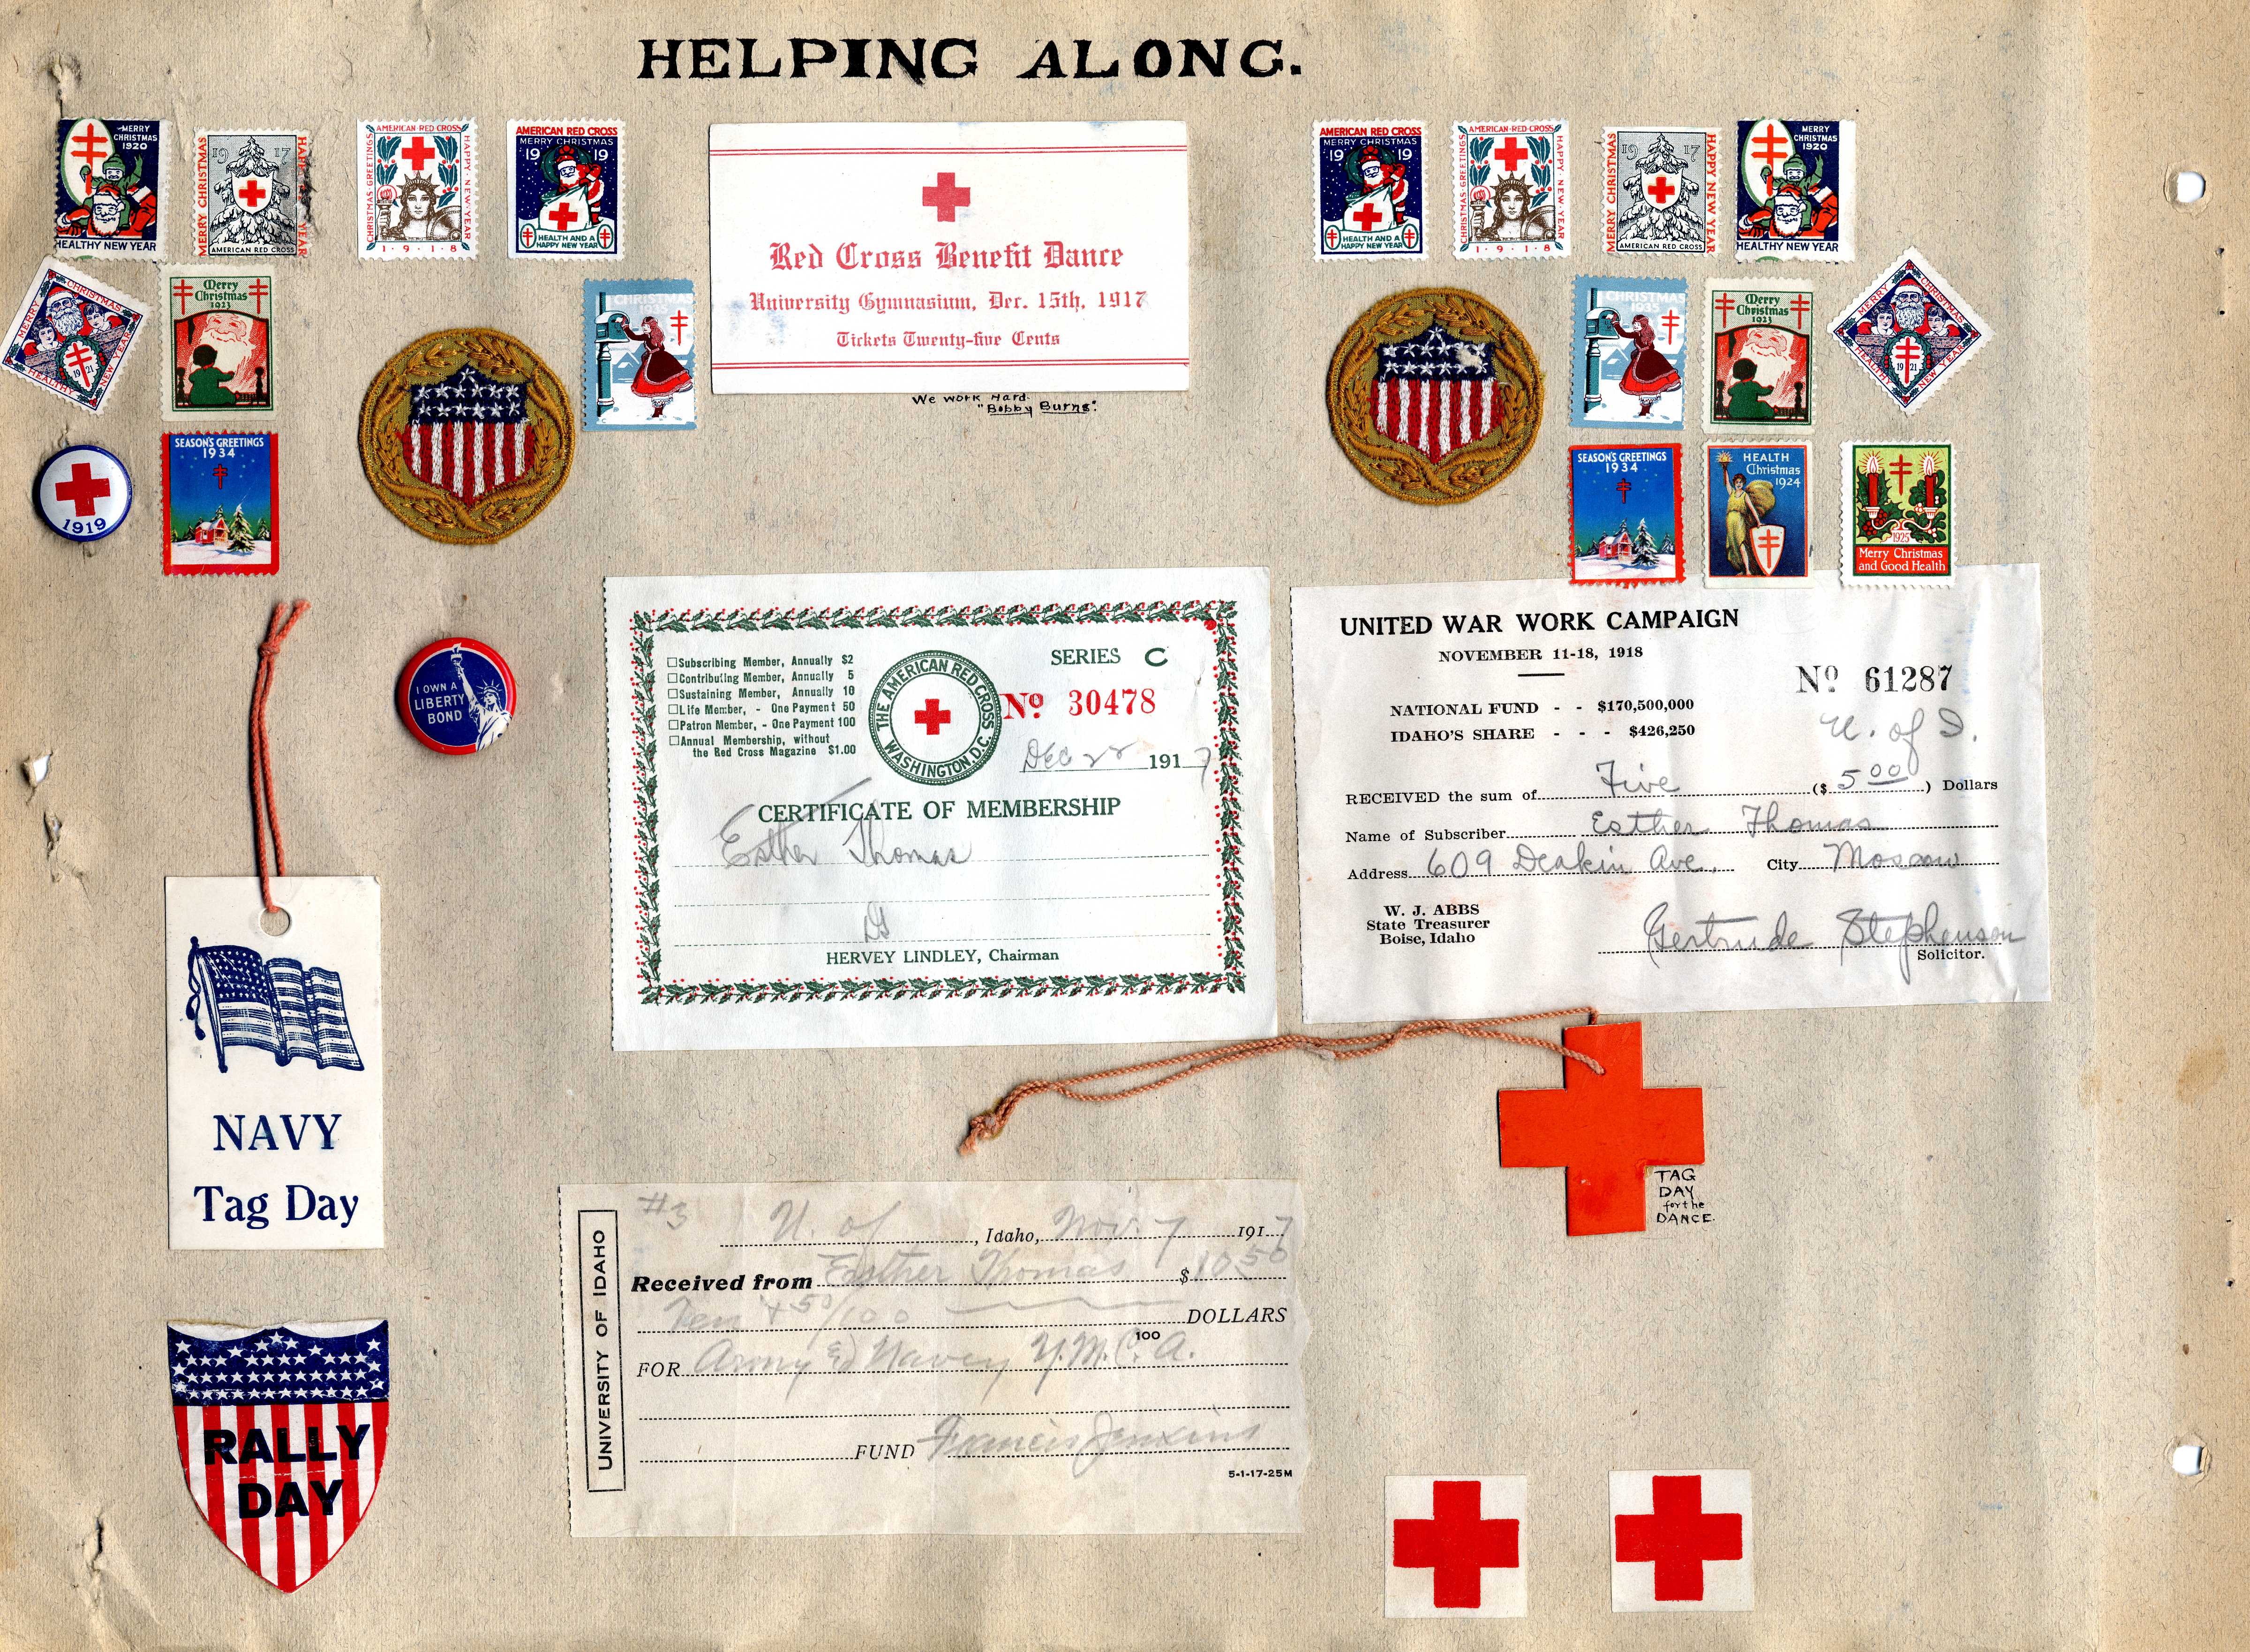 HELPING ALONG.
MERRY
CHRISTMAS
1920
HEALTHY NEW YEAR
MERRY CHRISTMAS
19 17
HAPPY NEW YEAR
AMERICAN RED CROSS
AMERICAN·RED CROSS
CHRISTMAS·GREETINGS
HAPPY·NEW·YEAR
1·9·1·8
AMERICAN RED CROSS
MERRY CHRISTMAS
19 19
HEALTH AND A
HAPPY NEW YEAR
Red Cross Benefit Dance
University Gymnasium, Dec. 15th, 1917
Tickets Twenty-five Cents
We work Hard.
"Bobby Burns".
AMERICAN RED CROSS
MERRY CHRISTMAS
19 19
HEALTH AND A
HAPPY NEW YEAR
AMERICAN·RED CROSS
CHRISTMAS·GREETINGS
HAPPY·NEW·YEAR
1·9·1·8
MERRY CHRISTMAS
19 17
HAPPY NEW YEAR
AMERICAN RED CROSS
MERRY
CHRISTMAS
1920
HEALTHY NEW YEAR
MERRY CHRISTMAS
1921
HEALTHY NEW YEAR
Merry
Christmas
1923
CHRISTMAS
1935
CHRISTMAS
1935
Merry
Christmas
1923
MERRY CHRISTMAS
1921
HEALTHY NEW YEAR
1919
SEASON'S GREETINGS
1934
SEASON'S GREETINGS
1934
HEALTH
Christmas
1924
1925
Merry Christmas
and Good Health
I OWN A
LIBERTY
BOND
NAVY
Tag Day
RALLY
DAY
Subscribing Member, Annually $2
Contributing Member, Annually 5
Sustaining Member, Annually 10
Life Member, - One Payment 50
Patron Member, - One Payment 100
Annual Membership, without
the Red Cross Magazine $1.00
THE AMERICAN RED CROSS
WASHINGTON, D.C.
SERIES C
Nº 30478
Dec 1917
CERTIFICATE OF MEMBERSHIP
Esther Thomas
HERVEY LINDLEY, Chairman
UNITED WAR WORK CAMPAIGN
NOVEMBER 11-18, 1918
Nº 61287
NATIONAL FUND - - $170,500,000
IDAHO'S SHARE - - - $426,250
U. of I.
RECEIVED the sum of Five ($ 5 00 ) Dollars
Name of Subscriber Esther Thomas
Address 609 Deakin Ave. City Moscow
W. J. ABBS
State Treasurer
Boise, Idaho
Gertrude Stephenson
Solicitor.
TAG
DAY
for the
DANCE.
UNIVERSITY OF IDAHO
#3
U. of , Idaho, Nov. 7 1917
Received from Esther Thomas $ 10 50
Ten + 50/100 DOLLARS
100
FOR Army & Navy Y.M.C.A.
FUND Francis Jenkins
5-1-17-25M